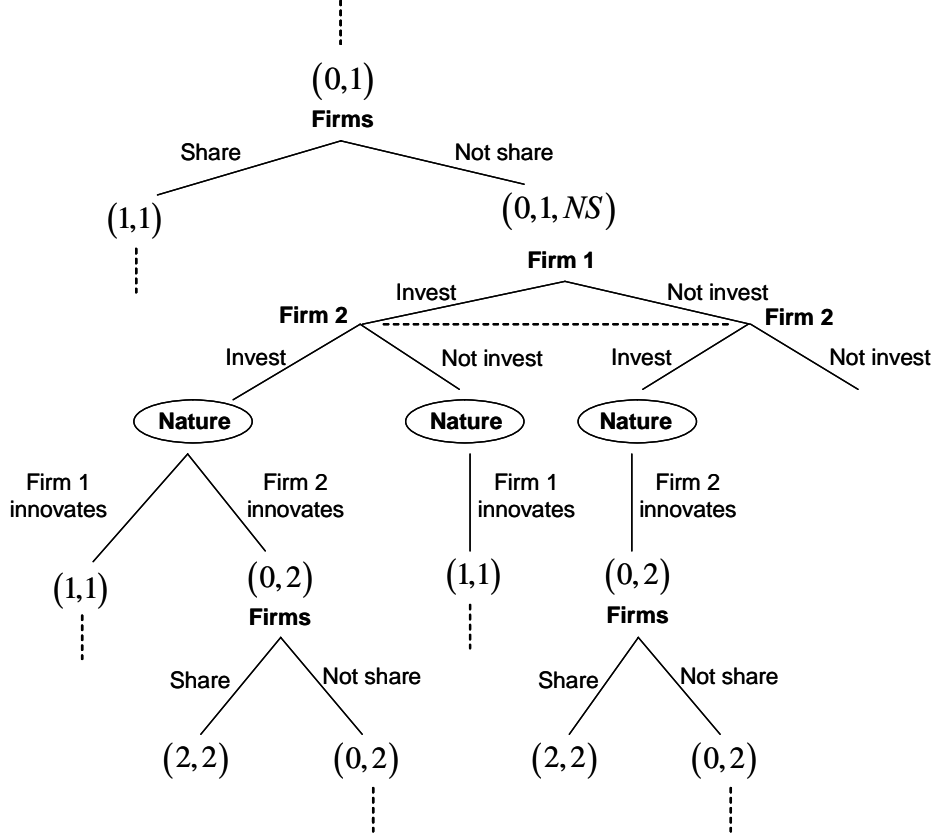 (0,1)
Firms
Share
Not share
(1,1)
(0,1,NS)
Firm 1
Invest
Not invest
Firm 2
Firm 2
Invest
Not invest
Invest
Not invest
Nature
Nature
Nature
Firm 1
innovates
Firm 2
innovates
Firm 1
innovates
Firm 2
innovates
(1,1)
(0,2)
(1,1)
(0,2)
Firms
Firms
Share
Not share
Share
Not share
(2,2)
(0,2)
(2,2)
(0,2)